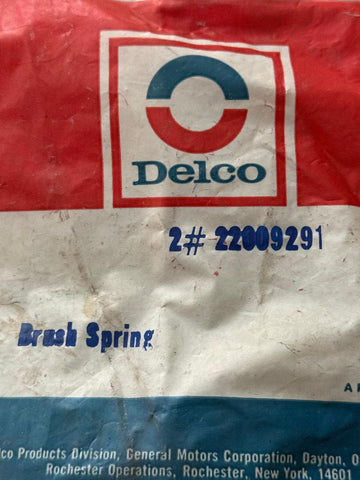 Delco
2# 22009291
Brush Spring
A
co Products Division, General Motors Corporation, Dayton, O
Rochester Operations, Rochester, New York, 14601